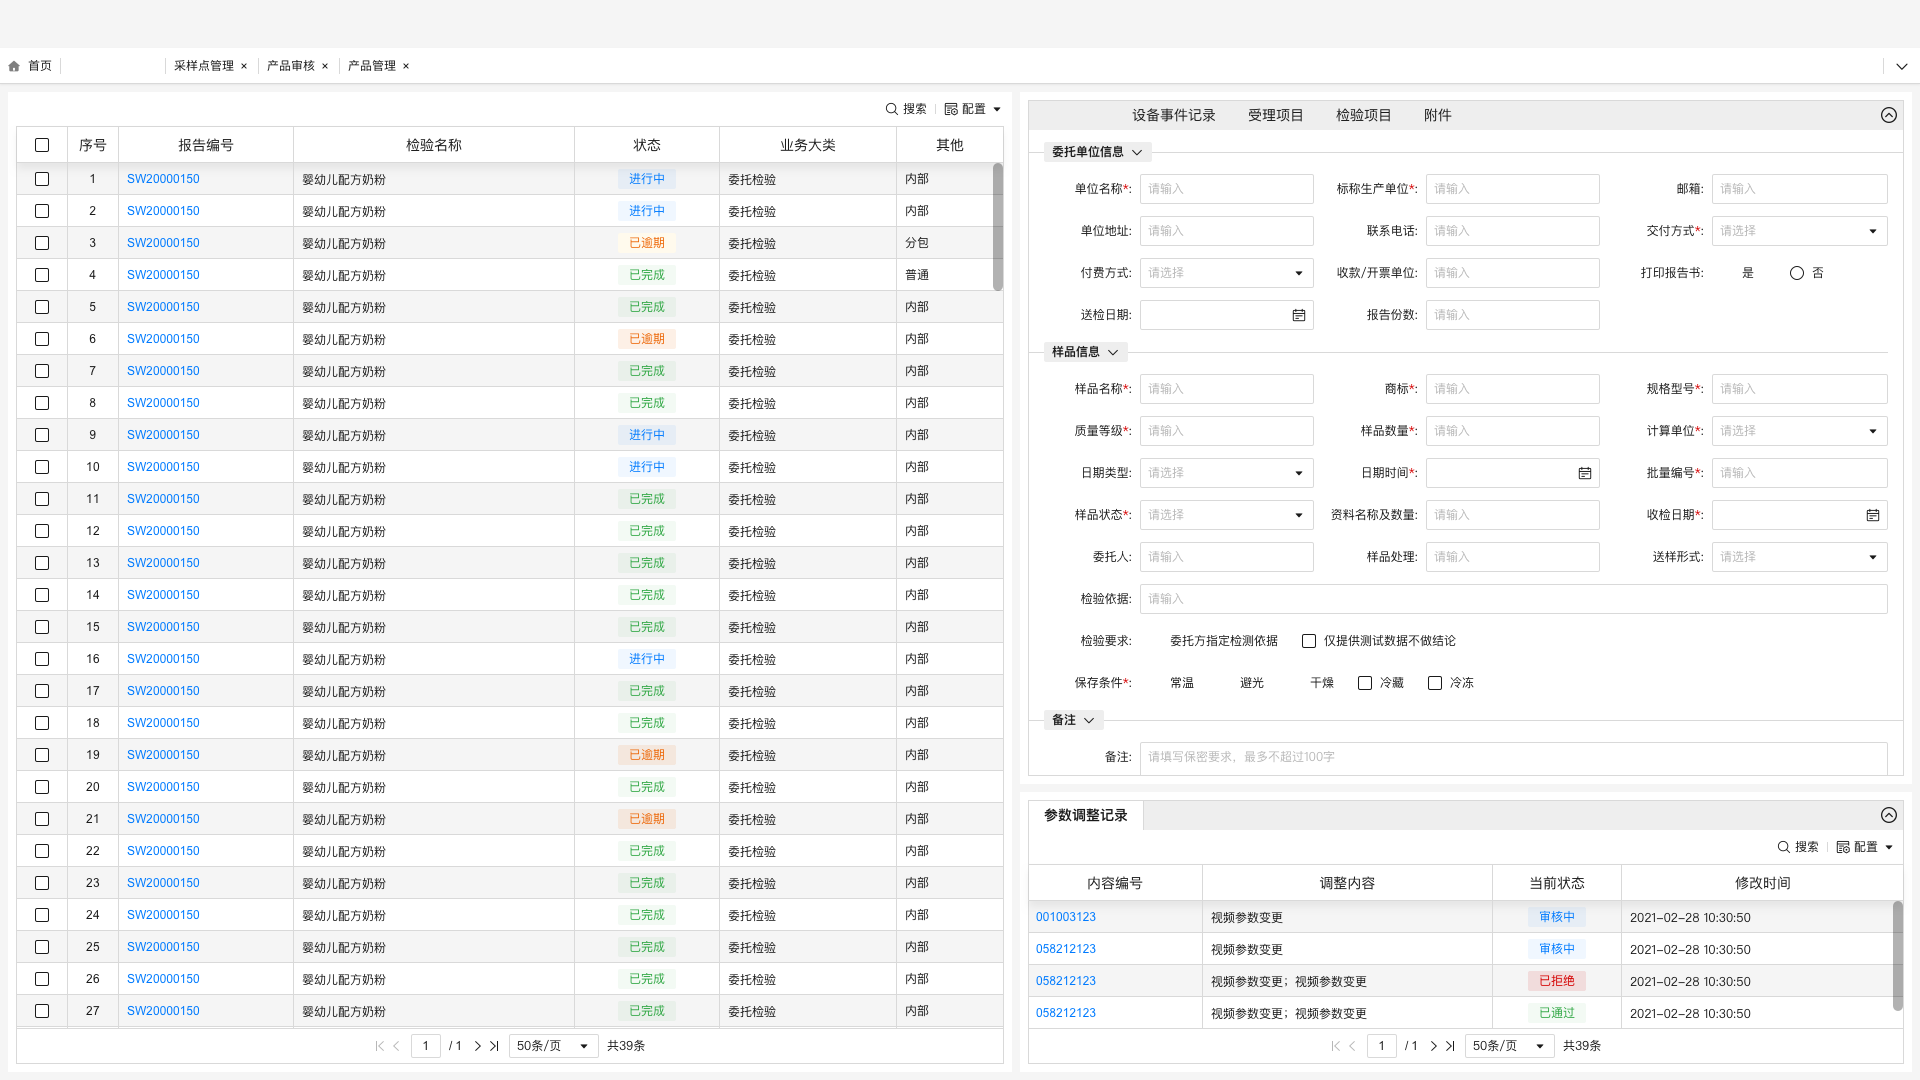 首页
采样点管理 ×
产品审核 ×
产品管理 ×
搜索 配置
序号 报告编号 检验名称 状态 业务大类 其他
1 SW20000150 婴幼儿配方奶粉 进行中 委托检验 内部
2 SW20000150 婴幼儿配方奶粉 进行中 委托检验 内部
3 SW20000150 婴幼儿配方奶粉 已逾期 委托检验 分包
4 SW20000150 婴幼儿配方奶粉 已完成 委托检验 普通
5 SW20000150 婴幼儿配方奶粉 已完成 委托检验 内部
6 SW20000150 婴幼儿配方奶粉 已逾期 委托检验 内部
7 SW20000150 婴幼儿配方奶粉 已完成 委托检验 内部
8 SW20000150 婴幼儿配方奶粉 已完成 委托检验 内部
9 SW20000150 婴幼儿配方奶粉 进行中 委托检验 内部
10 SW20000150 婴幼儿配方奶粉 进行中 委托检验 内部
11 SW20000150 婴幼儿配方奶粉 已完成 委托检验 内部
12 SW20000150 婴幼儿配方奶粉 已完成 委托检验 内部
13 SW20000150 婴幼儿配方奶粉 已完成 委托检验 内部
14 SW20000150 婴幼儿配方奶粉 已完成 委托检验 内部
15 SW20000150 婴幼儿配方奶粉 已完成 委托检验 内部
16 SW20000150 婴幼儿配方奶粉 进行中 委托检验 内部
17 SW20000150 婴幼儿配方奶粉 已完成 委托检验 内部
18 SW20000150 婴幼儿配方奶粉 已完成 委托检验 内部
19 SW20000150 婴幼儿配方奶粉 已逾期 委托检验 内部
20 SW20000150 婴幼儿配方奶粉 已完成 委托检验 内部
21 SW20000150 婴幼儿配方奶粉 已逾期 委托检验 内部
22 SW20000150 婴幼儿配方奶粉 已完成 委托检验 内部
23 SW20000150 婴幼儿配方奶粉 已完成 委托检验 内部
24 SW20000150 婴幼儿配方奶粉 已完成 委托检验 内部
25 SW20000150 婴幼儿配方奶粉 已完成 委托检验 内部
26 SW20000150 婴幼儿配方奶粉 已完成 委托检验 内部
27 SW20000150 婴幼儿配方奶粉 已完成 委托检验 内部
1 / 1 50条/页 共39条
设备事件记录 受理项目 检验项目 附件
委托单位信息
单位名称*: 请输入 标称生产单位*: 请输入 邮箱: 请输入
单位地址: 请输入 联系电话: 请输入 交付方式*: 请选择
付费方式: 请选择 收款/开票单位: 请输入 打印报告书: 是 否
送检日期: 报告份数: 请输入
样品信息
样品名称*: 请输入 商标*: 请输入 规格型号*: 请输入
质量等级*: 请输入 样品数量*: 请输入 计算单位*: 请选择
日期类型: 请选择 日期时间*: 批量编号*: 请输入
样品状态*: 请选择 资料名称及数量: 请输入 收检日期*:
委托人: 请输入 样品处理: 请输入 送样形式: 请选择
检验依据: 请输入
检验要求: 委托方指定检测依据 仅提供测试数据不做结论
保存条件*: 常温 避光 干燥 冷藏 冷冻
备注
备注: 请填写保密要求，最多不超过100字
参数调整记录
搜索 配置
内容编号 调整内容 当前状态 修改时间
001003123 视频参数变更 审核中 2021-02-28 10:30:50
058212123 视频参数变更 审核中 2021-02-28 10:30:50
058212123 视频参数变更；视频参数变更 已拒绝 2021-02-28 10:30:50
058212123 视频参数变更；视频参数变更 已通过 2021-02-28 10:30:50
1 / 1 50条/页 共39条